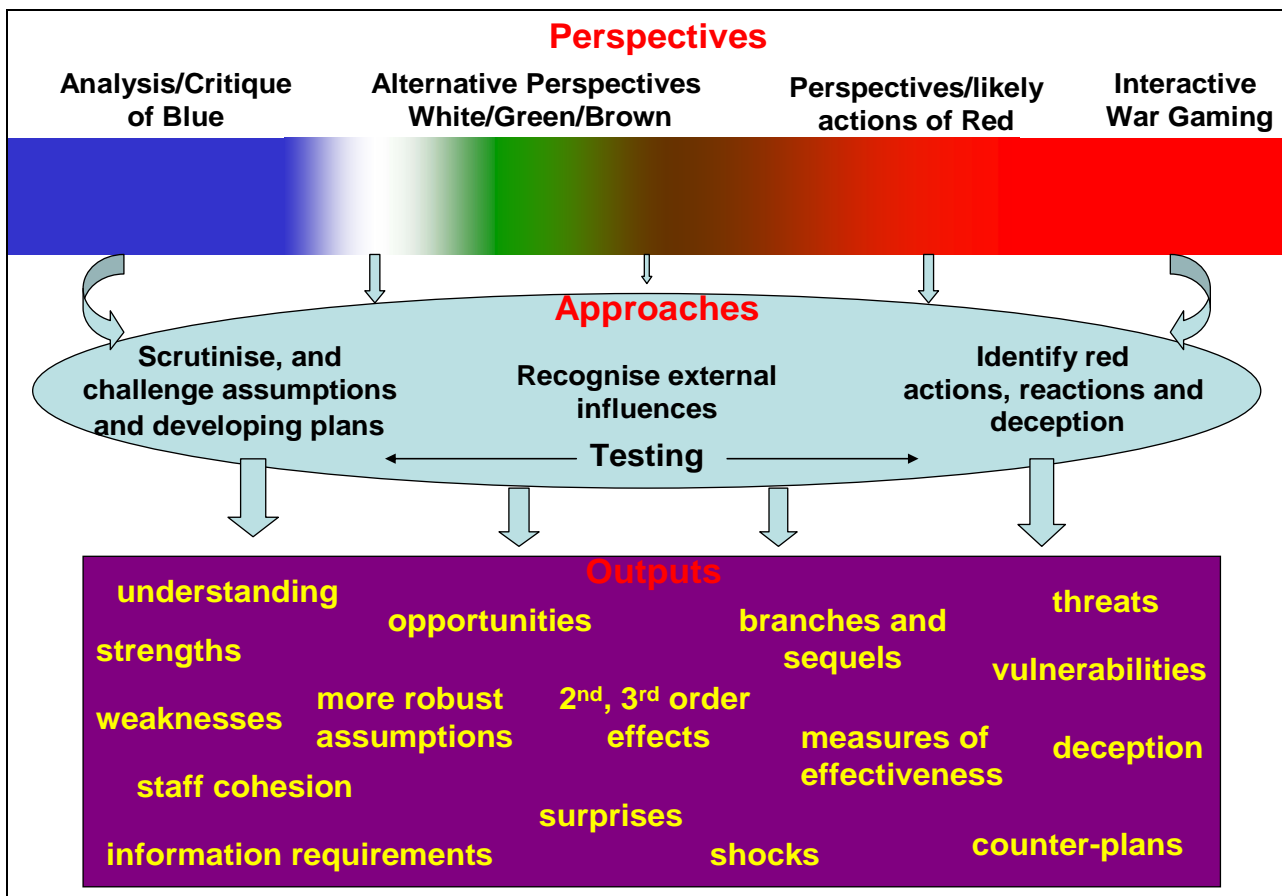 Perspectives
Analysis/Critique
of Blue
Alternative Perspectives
White/Green/Brown
Perspectives/likely
actions of Red
Interactive
War Gaming
Approaches
Scrutinise, and
challenge assumptions
and developing plans
Recognise external
influences
Identify red
actions, reactions and
deception
Testing
Outputs
understanding
opportunities
branches and
sequels
threats
strengths
vulnerabilities
weaknesses
more robust
assumptions
2nd, 3rd order
effects
measures of
effectiveness
deception
staff cohesion
surprises
information requirements
shocks
counter-plans